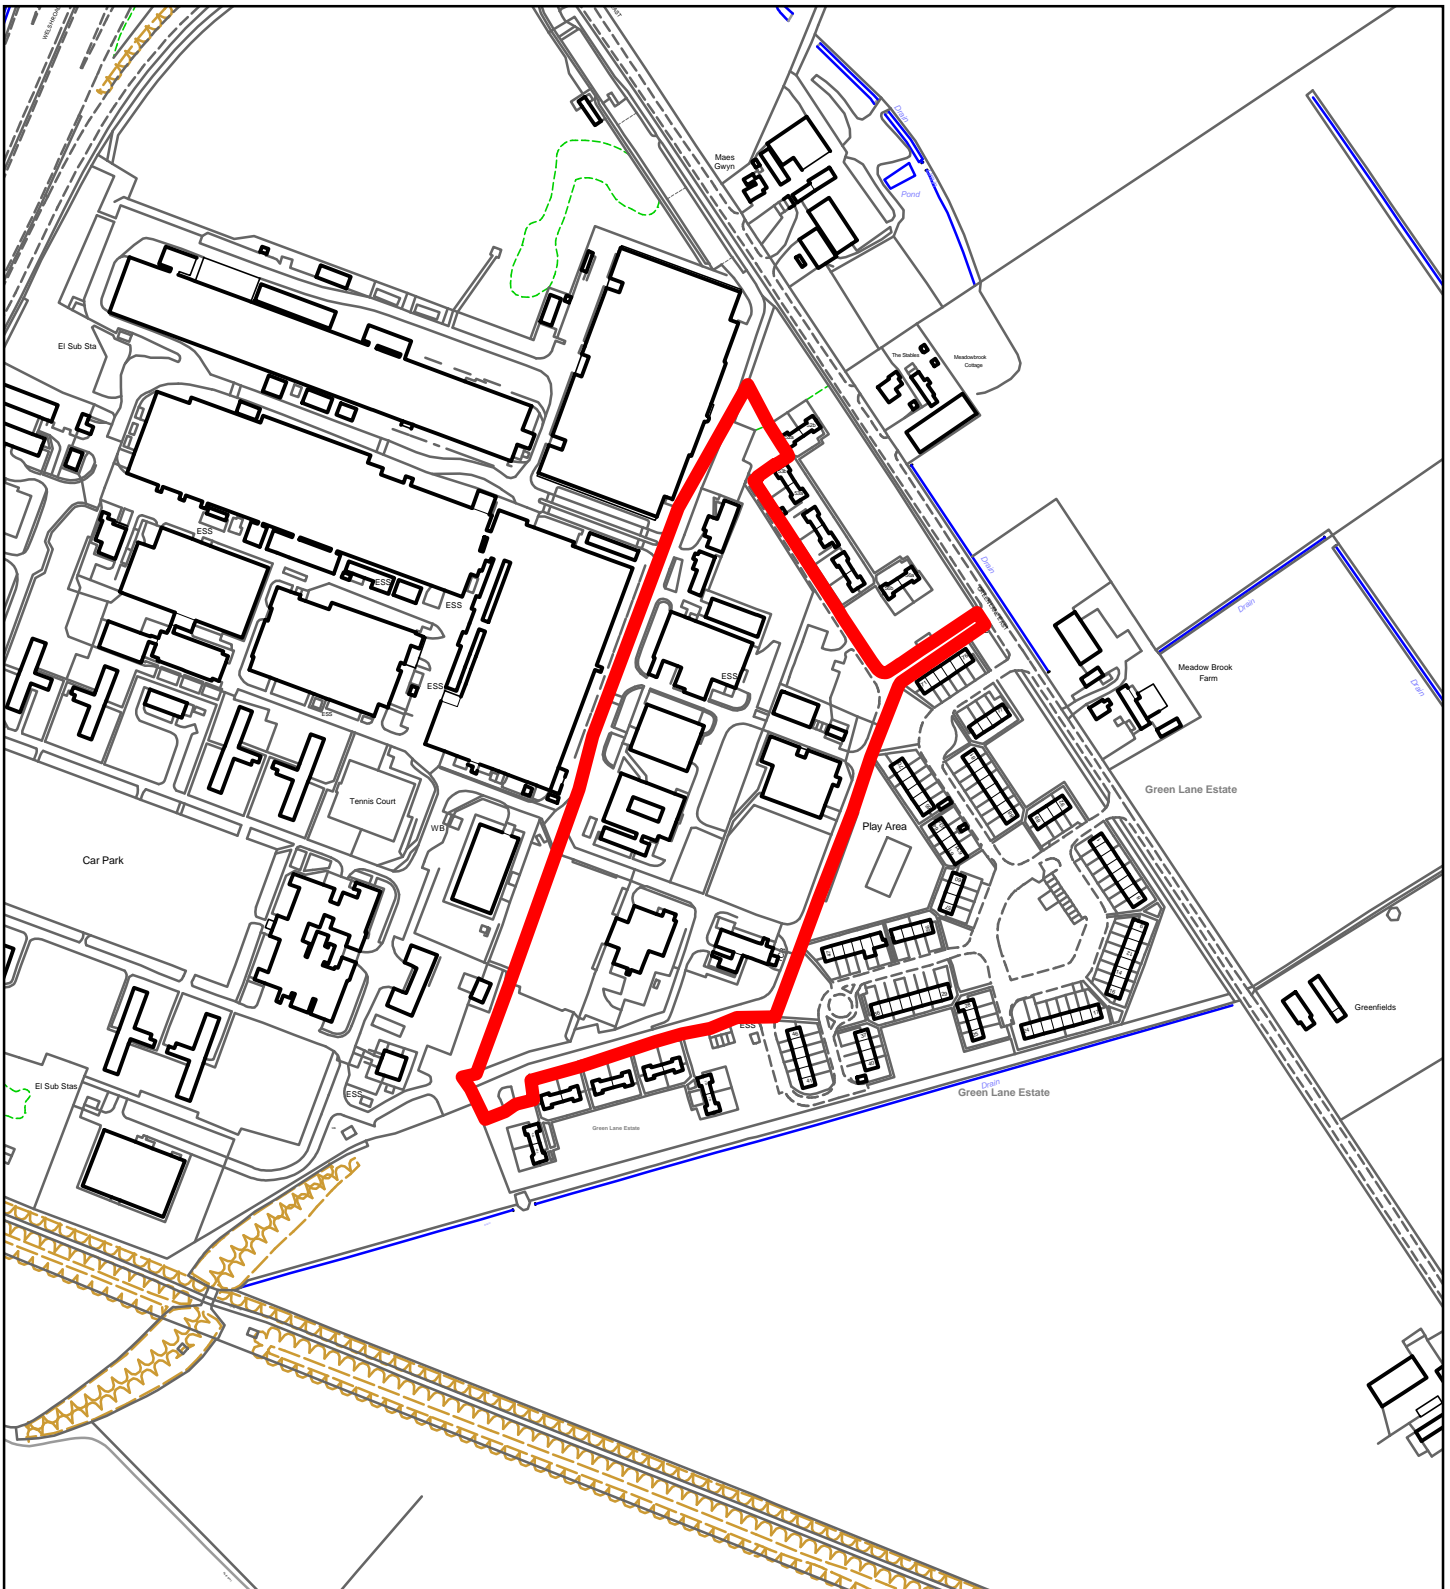 Drain
Maes
Gwyn
Pond
El Sub Sta
The Stables
Meadowbrook
Cottage
ESS
ESS
ESS
Drain
Drain
Meadow Brook
Farm
Drain
ESS
ESS
ESS
Green Lane Estate
Tennis Court
WB
Play Area
Car Park
Greenfields
ESS
El Sub Stas
ESS
Drain
Green Lane Estate
Green Lane Estate